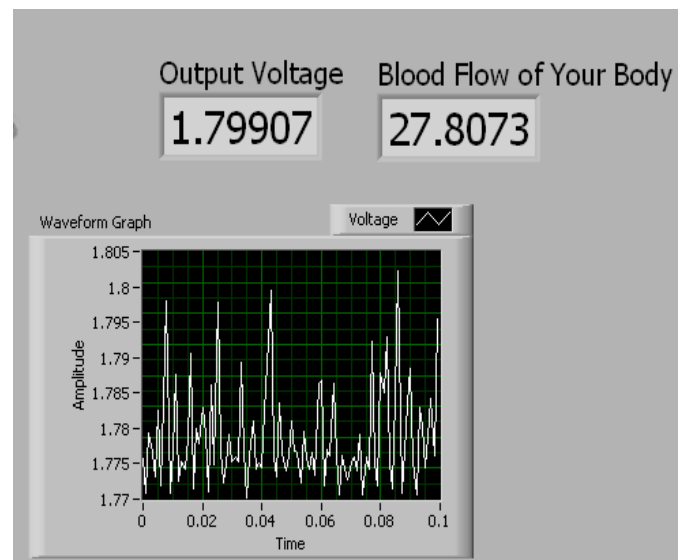 Output Voltage Blood Flow of Your Body
1.79907 27.8073
Waveform Graph Voltage
1.805
1.8
1.795
1.79
1.785
1.78
1.775
1.77
Amplitude
0 0.02 0.04 0.06 0.08 0.1
Time